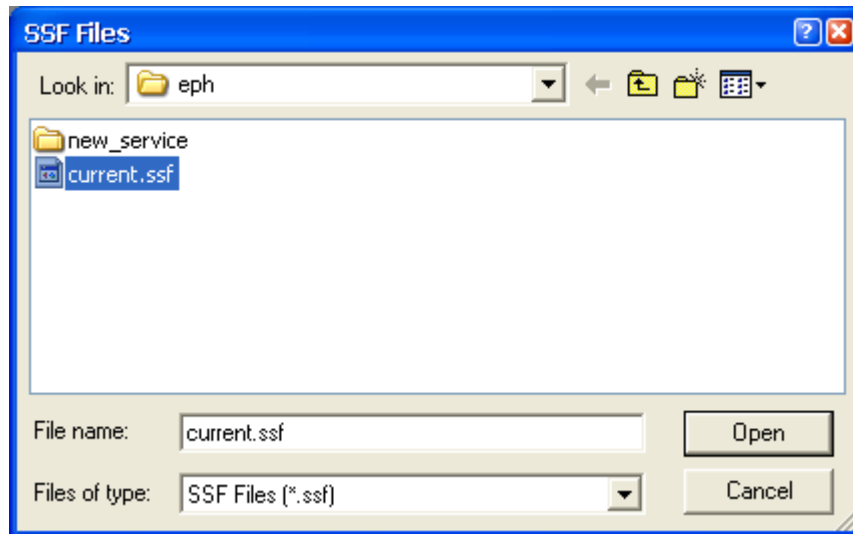 SSF Files
Look in: eph
new_service
current.ssf
File name: current.ssf Open
Files of type: SSF Files (*.ssf) Cancel